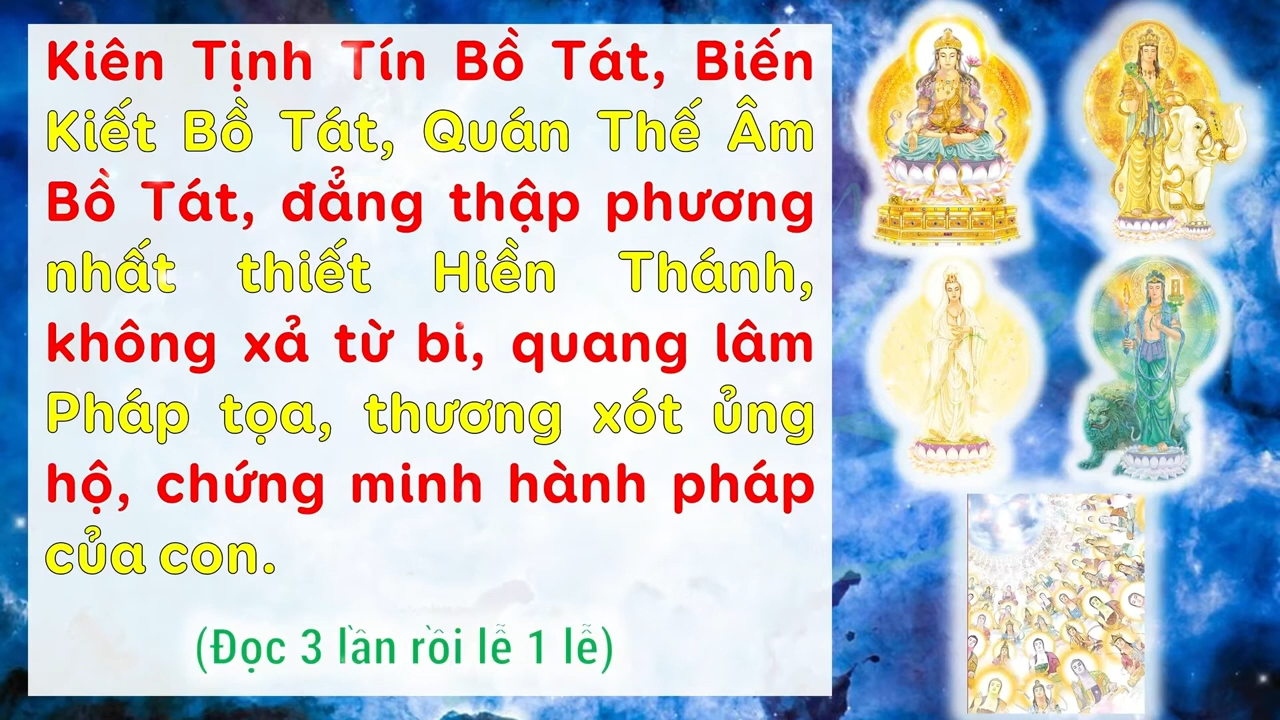 Kiên Tịnh Tín Bồ Tát, Biến
Kiết Bồ Tát, Quán Thế Âm
Bồ Tát, đẳng thập phương
nhất thiết Hiền Thánh,
không xả từ bi, quang lâm
Pháp tọa, thương xót ủng
hộ, chứng minh hành pháp
của con.
(Đọc 3 lần rồi lễ 1 lễ)